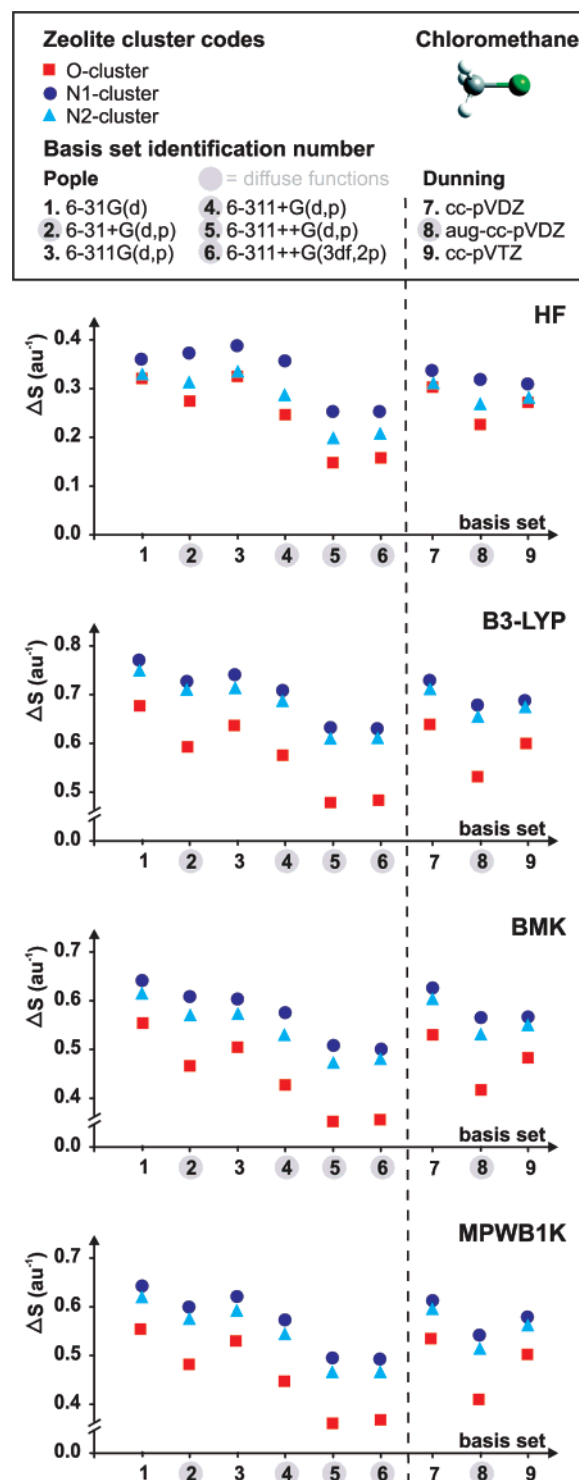 Zeolite cluster codes
Chloromethane
O-cluster
N1-cluster
N2-cluster
Basis set identification number
Pople
= diffuse functions
Dunning
1. 6-31G(d)
4. 6-311+G(d,p)
7. cc-pVDZ
2. 6-31+G(d,p)
5. 6-311++G(d,p)
8. aug-cc-pVDZ
3. 6-311G(d,p)
6. 6-311++G(3df,2p)
9. cc-pVTZ
HF
ΔS (au⁻¹)
0.4
0.3
0.2
0.1
0.0
basis set
1 2 3 4 5 6 7 8 9
B3-LYP
ΔS (au⁻¹)
0.8
0.7
0.6
0.5
0.0
basis set
1 2 3 4 5 6 7 8 9
BMK
ΔS (au⁻¹)
0.7
0.6
0.5
0.4
0.0
basis set
1 2 3 4 5 6 7 8 9
MPWB1K
ΔS (au⁻¹)
0.7
0.6
0.5
0.4
0.0
basis set
1 2 3 4 5 6 7 8 9